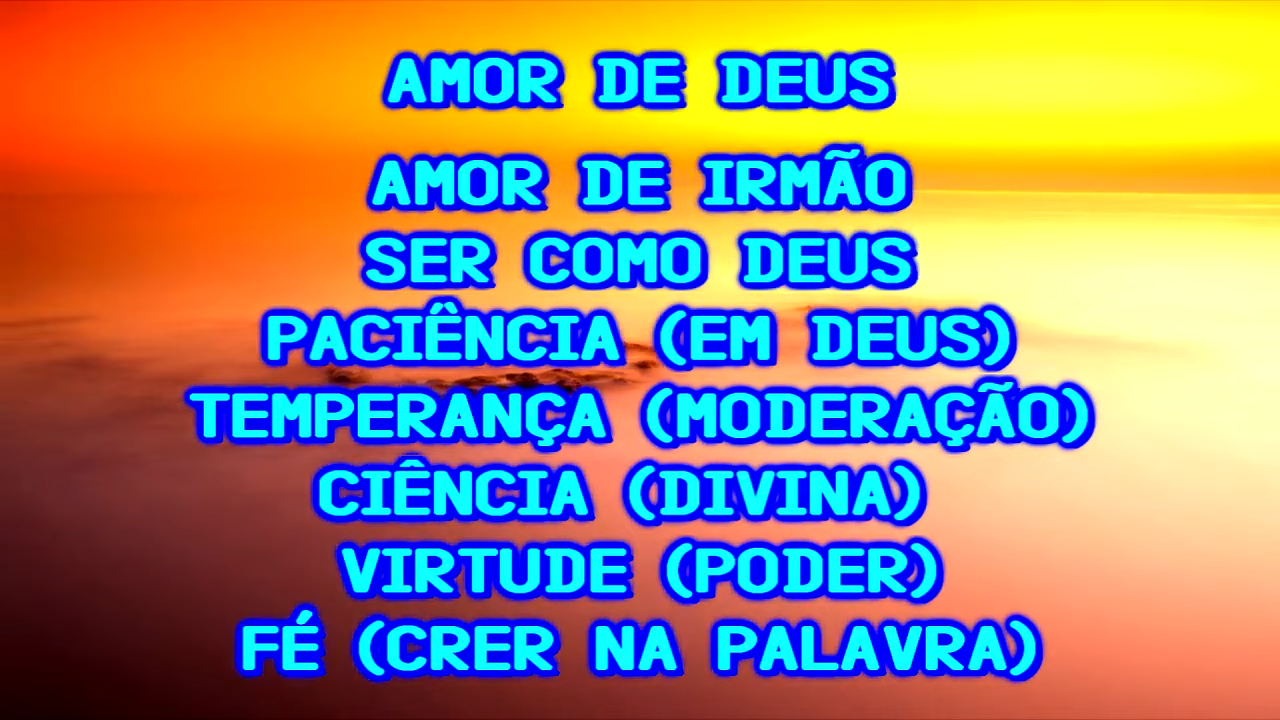 AMOR DE DEUS
AMOR DE IRMÃO
SER COMO DEUS
PACIÊNCIA (EM DEUS)
TEMPERANÇA (MODERAÇÃO)
CIÊNCIA (DIVINA)
VIRTUDE (PODER)
FÉ (CRER NA PALAVRA)